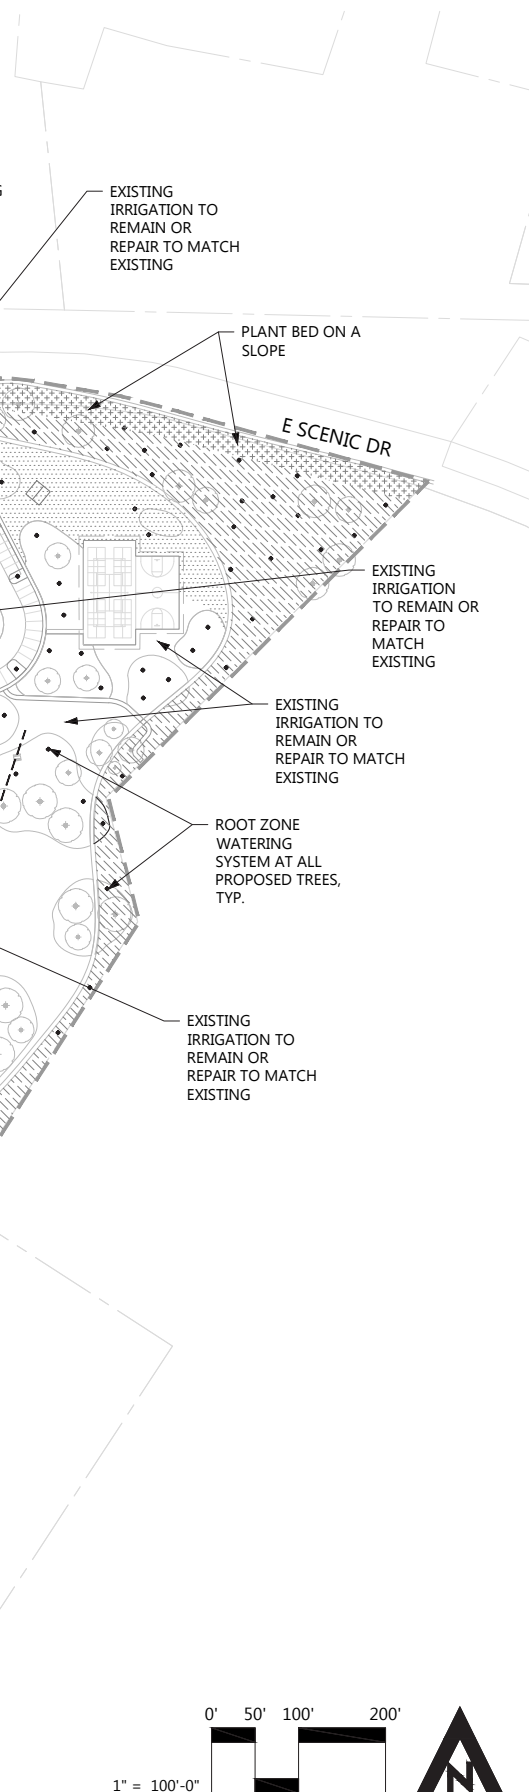 EXISTING
IRRIGATION TO
REMAIN OR
REPAIR TO MATCH
EXISTING
PLANT BED ON A
SLOPE
E SCENIC DR
EXISTING
IRRIGATION
TO REMAIN OR
REPAIR TO
MATCH
EXISTING
EXISTING
IRRIGATION TO
REMAIN OR
REPAIR TO MATCH
EXISTING
ROOT ZONE
WATERING
SYSTEM AT ALL
PROPOSED TREES,
TYP.
EXISTING
IRRIGATION TO
REMAIN OR
REPAIR TO MATCH
EXISTING
0' 50' 100' 200'
1" = 100'-0"
N